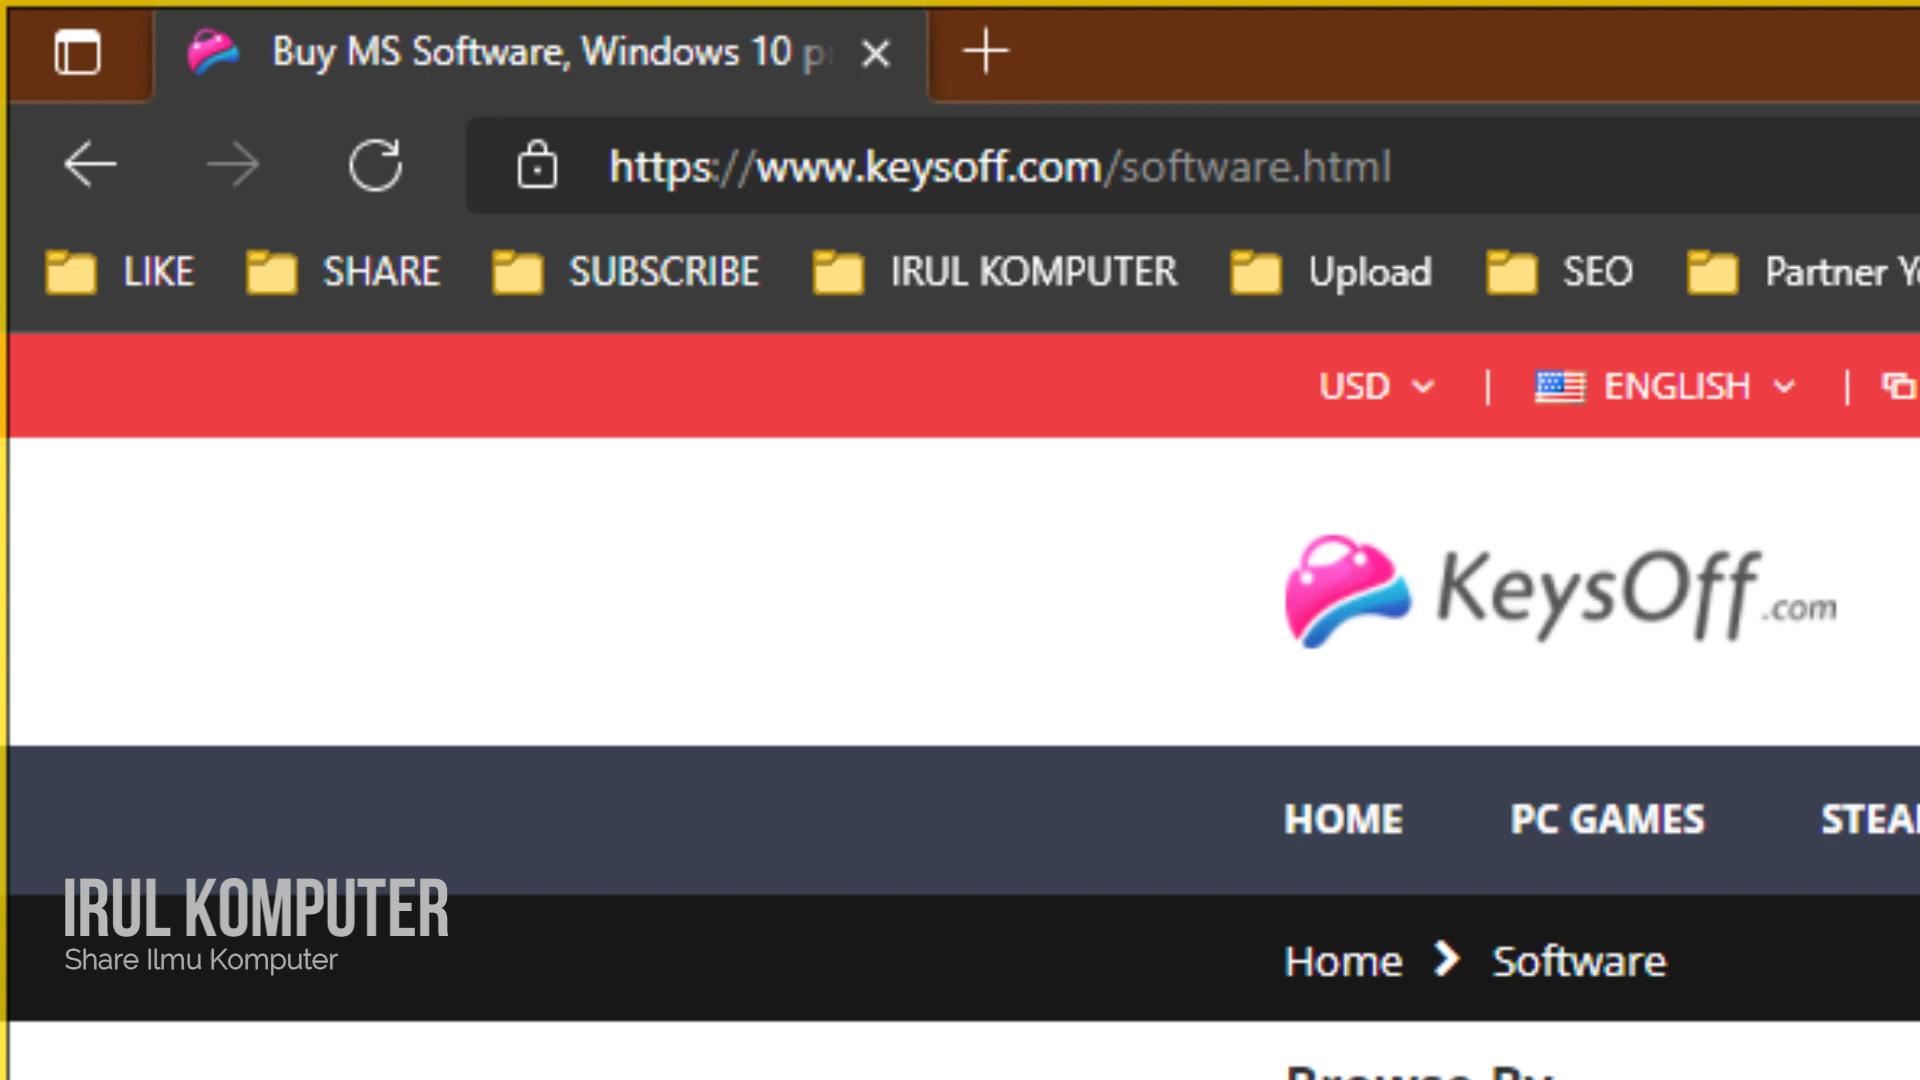 Buy MS Software, Windows 10
https://www.keysoff.com/software.html
LIKE SHARE SUBSCRIBE IRUL KOMPUTER Upload SEO Partner
USD | ENGLISH |
KeysOff.com
HOME PC GAMES
IRUL KOMPUTER
Share Ilmu Komputer
Home Software